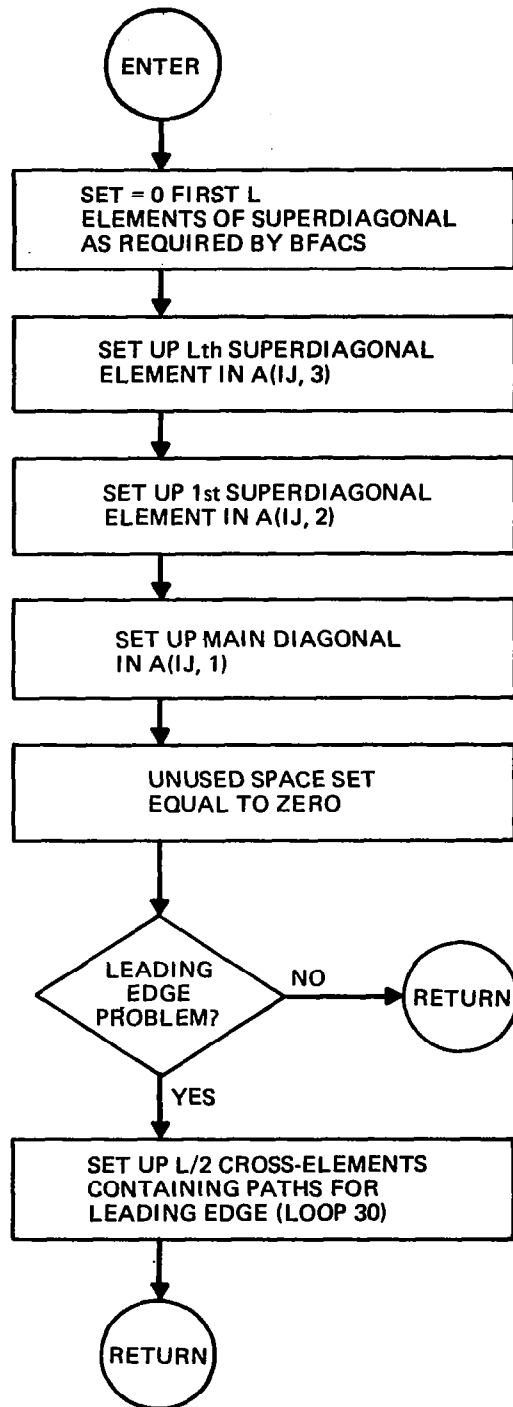 ENTER
SET = 0 FIRST L
ELEMENTS OF SUPERDIAGONAL
AS REQUIRED BY BFACS
SET UP Lth SUPERDIAGONAL
ELEMENT IN A(IJ, 3)
SET UP 1st SUPERDIAGONAL
ELEMENT IN A(IJ, 2)
SET UP MAIN DIAGONAL
IN A(IJ, 1)
UNUSED SPACE SET
EQUAL TO ZERO
LEADING
EDGE
PROBLEM?
NO
RETURN
YES
SET UP L/2 CROSS-ELEMENTS
CONTAINING PATHS FOR
LEADING EDGE (LOOP 30)
RETURN